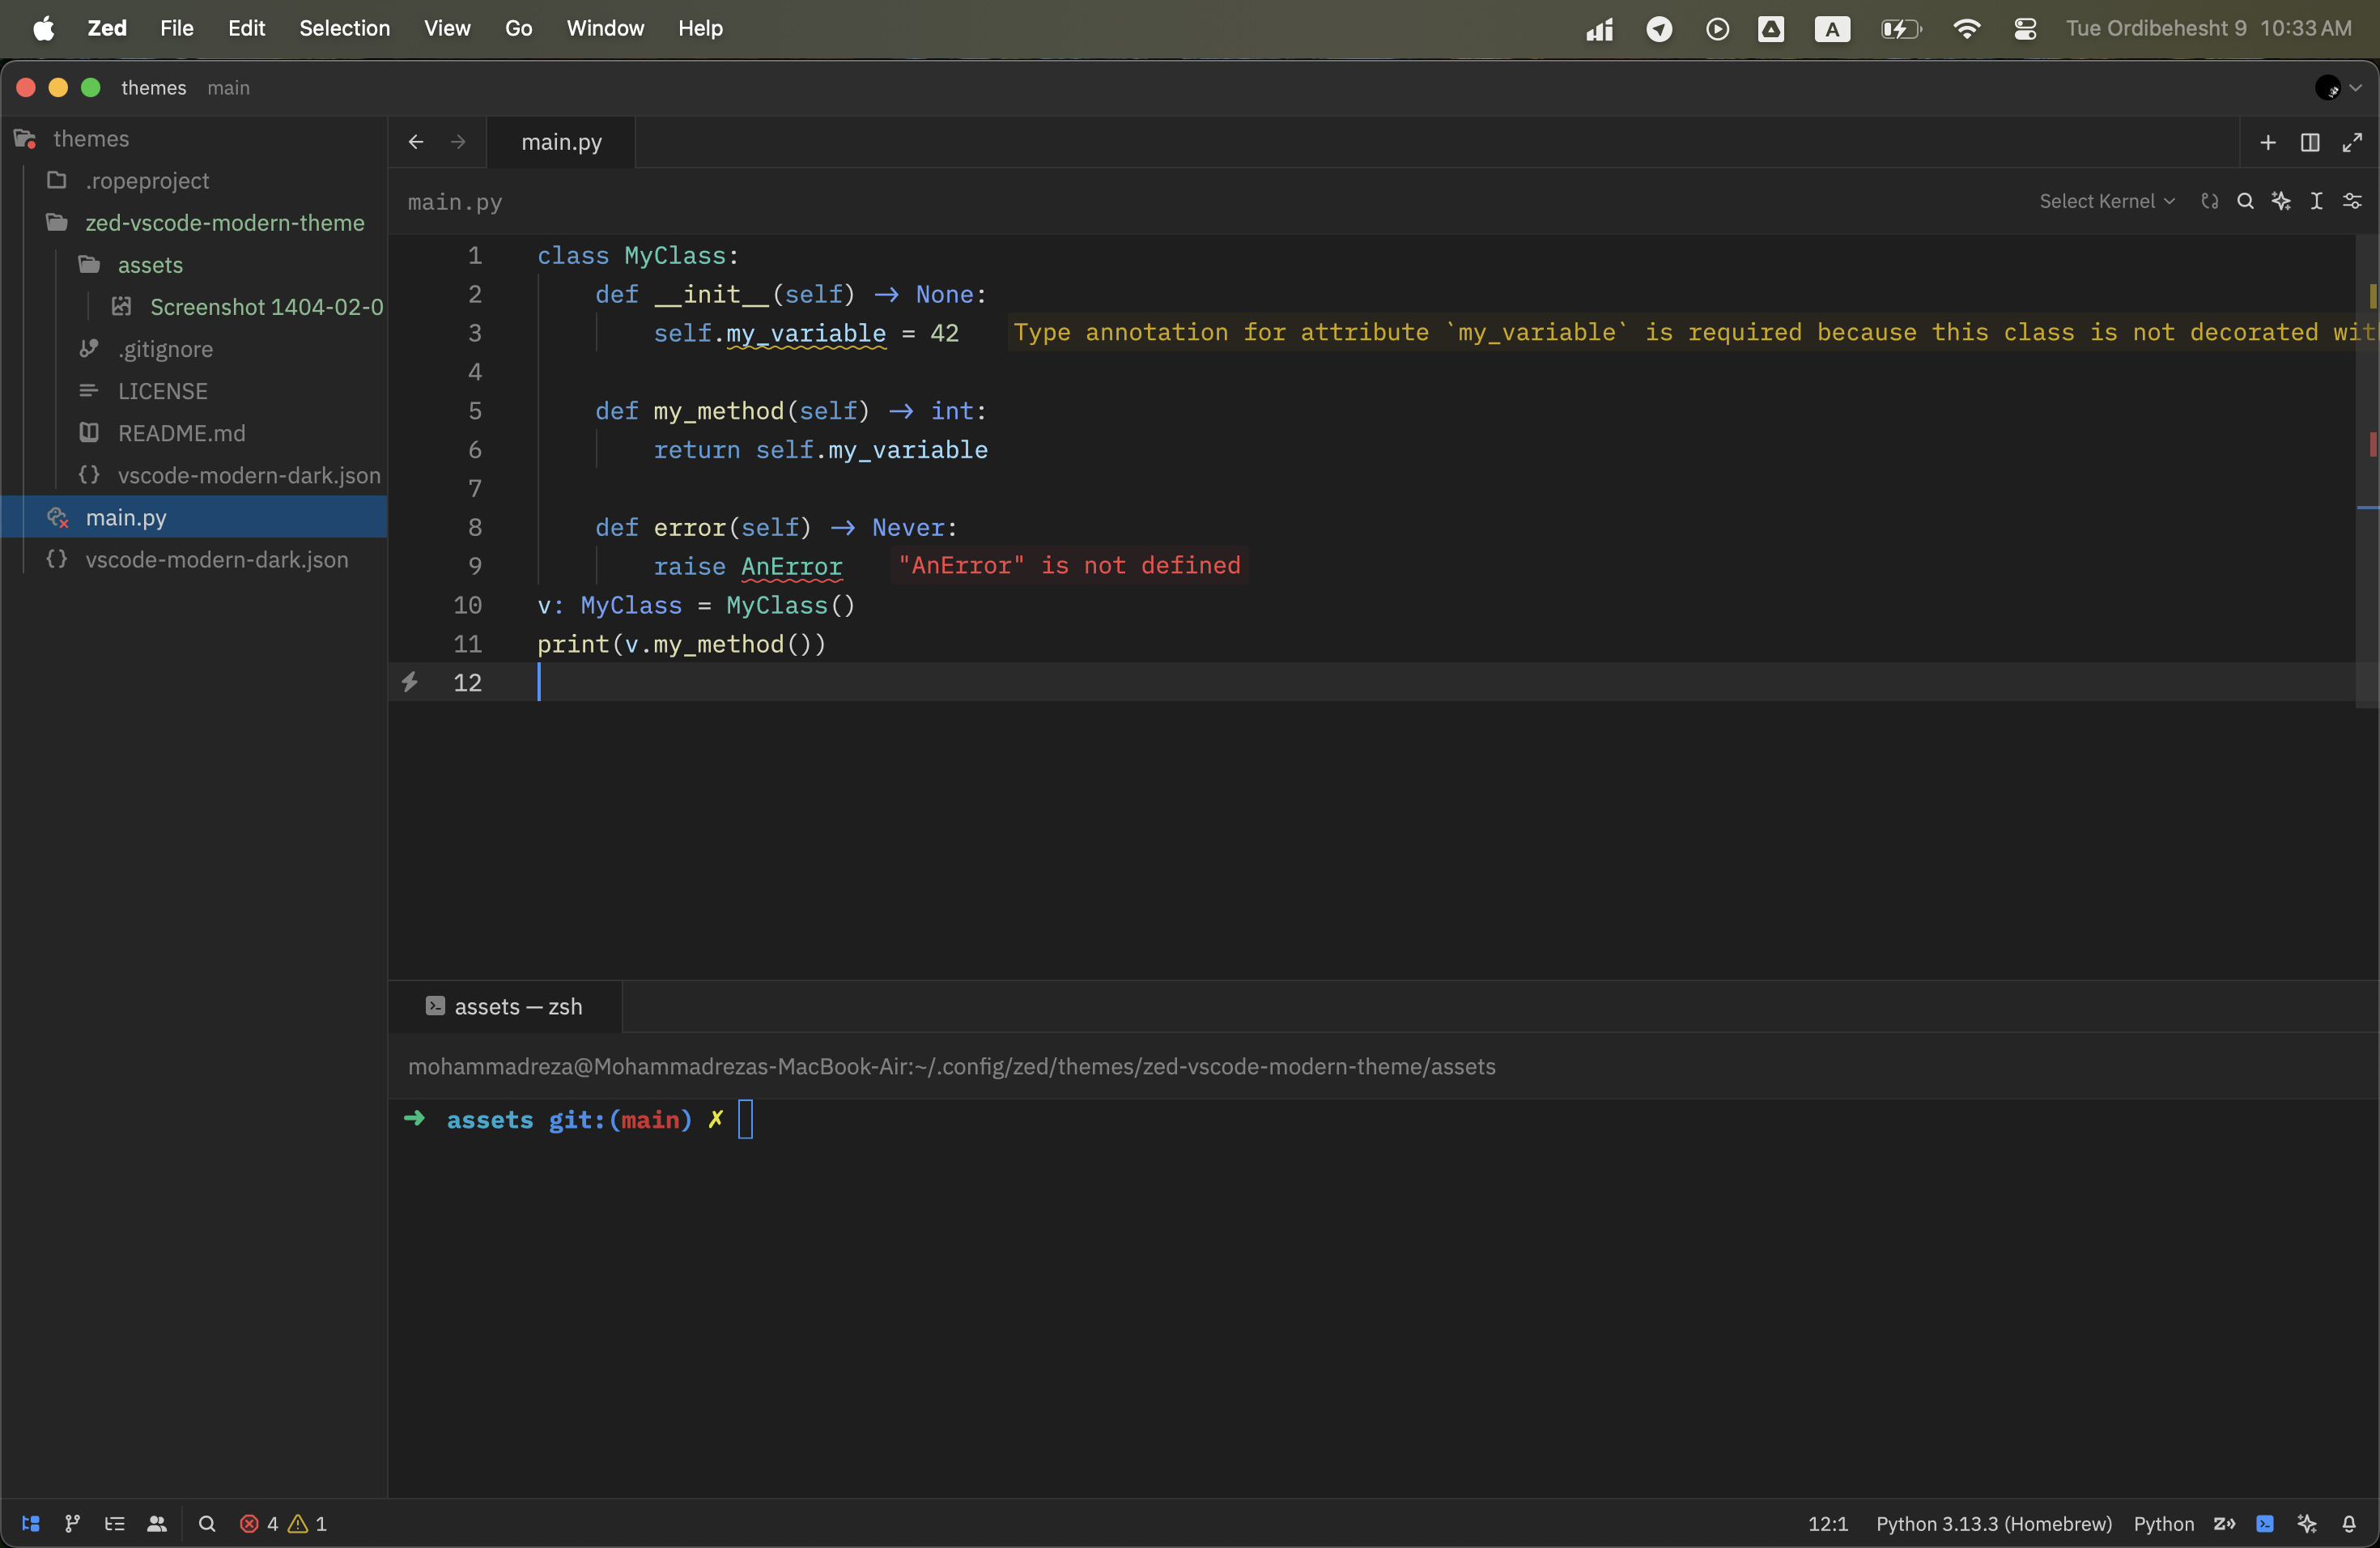 Zed File Edit Selection View Go Window Help A Tue Ordibehesht 9 10:33 AM
themes main
themes
.ropeproject
zed-vscode-modern-theme
assets
Screenshot 1404-02-0
.gitignore
LICENSE
README.md
vscode-modern-dark.json
main.py
vscode-modern-dark.json
main.py
main.py Select Kernel
1 class MyClass:
2 def __init__(self) → None:
3 self.my_variable = 42 Type annotation for attribute `my_variable` is required because this class is not decorated wit
4
5 def my_method(self) → int:
6 return self.my_variable
7
8 def error(self) → Never:
9 raise AnError "AnError" is not defined
10 v: MyClass = MyClass()
11 print(v.my_method())
12
assets — zsh
mohammadreza@Mohammadrezas-MacBook-Air:~/.config/zed/themes/zed-vscode-modern-theme/assets
➜ assets git:(main) ✗
4 1 12:1 Python 3.13.3 (Homebrew) Python